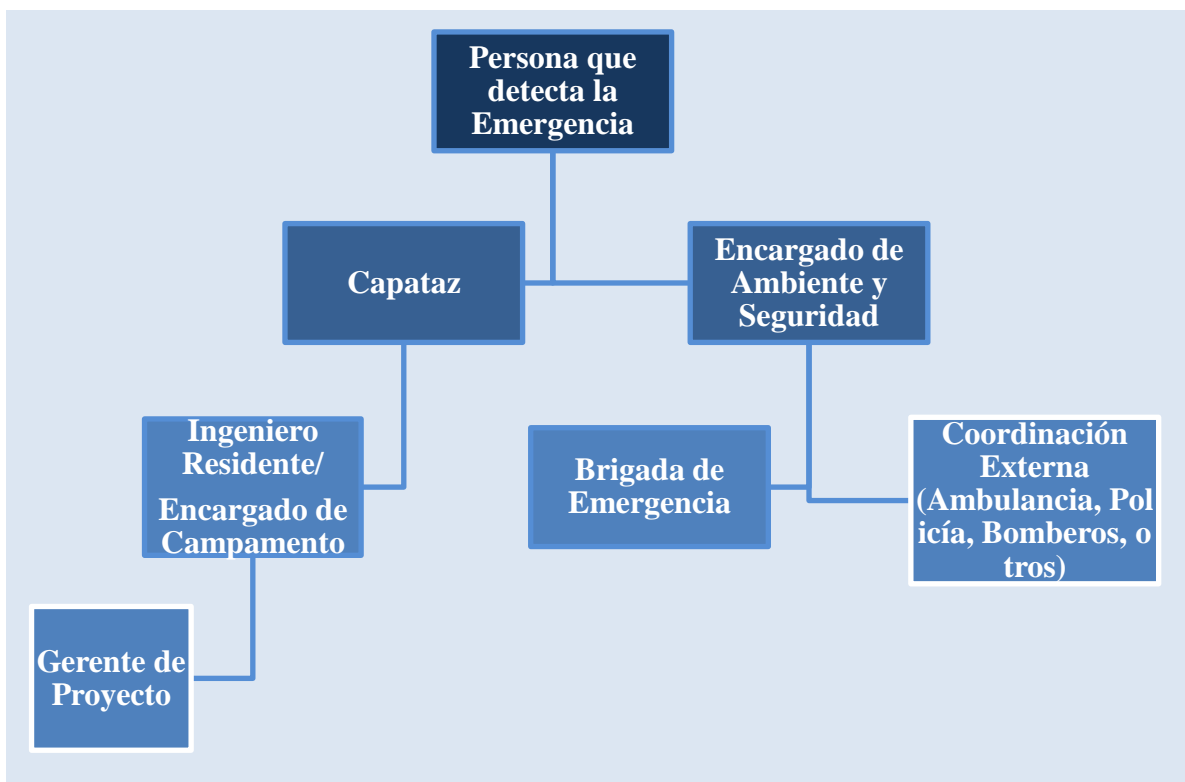 Persona que
detecta la
Emergencia
Capataz
Encargado de
Ambiente y
Seguridad
Ingeniero
Residente/
Encargado de
Campamento
Brigada de
Emergencia
Coordinación
Externa
(Ambulancia, Pol
icía, Bomberos, o
tros)
Gerente de
Proyecto